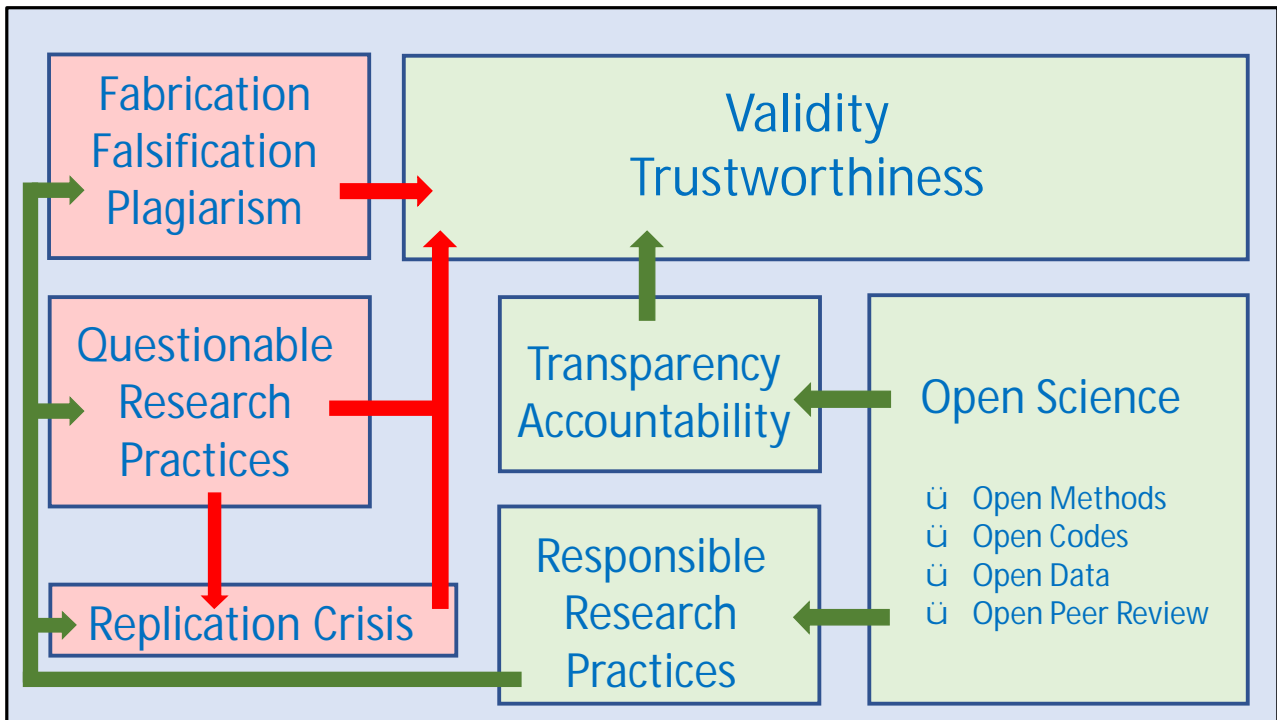 Fabrication
Falsification
Plagiarism
Validity
Trustworthiness
Questionable
Research
Practices
Transparency
Accountability
Open Science
ü Open Methods
ü Open Codes
ü Open Data
ü Open Peer Review
Responsible
Research
Practices
Replication Crisis